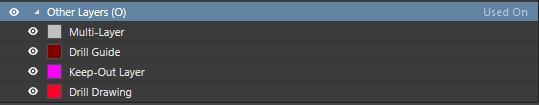 Other Layers (O) Used On
Multi-Layer
Drill Guide
Keep-Out Layer
Drill Drawing